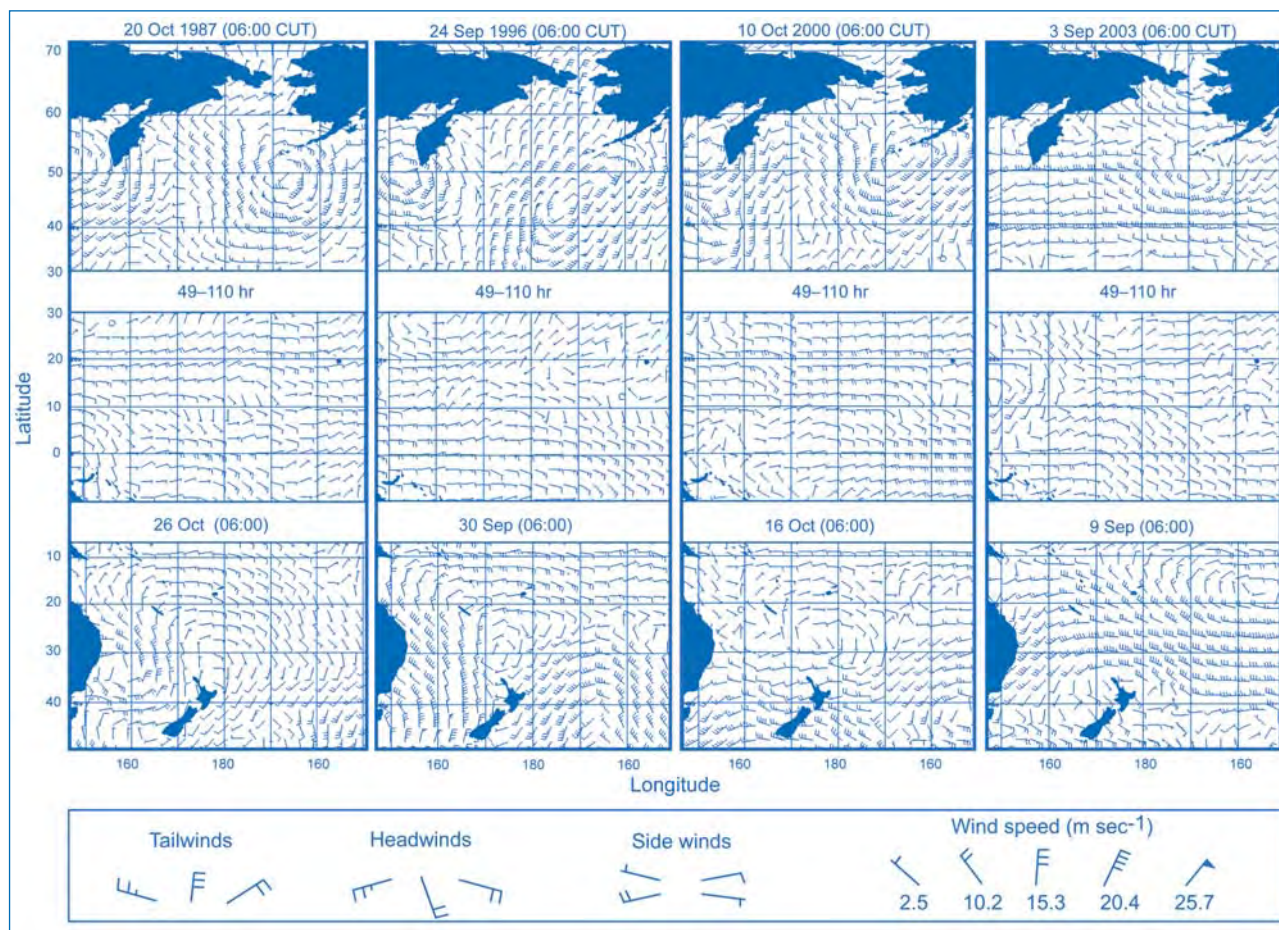 20 Oct 1987 (06:00 CUT) 24 Sep 1996 (06:00 CUT) 10 Oct 2000 (06:00 CUT) 3 Sep 2003 (06:00 CUT)
70
60
50
40
30
49–110 hr 49–110 hr 49–110 hr 49–110 hr
30
20
10
0
Latitude
26 Oct (06:00) 30 Sep (06:00) 16 Oct (06:00) 9 Sep (06:00)
10
20
30
40
160 180 160 160 180 160 160 180 160 160 180 160
Longitude
Tailwinds Headwinds Side winds Wind speed (m sec-1)
2.5 10.2 15.3 20.4 25.7